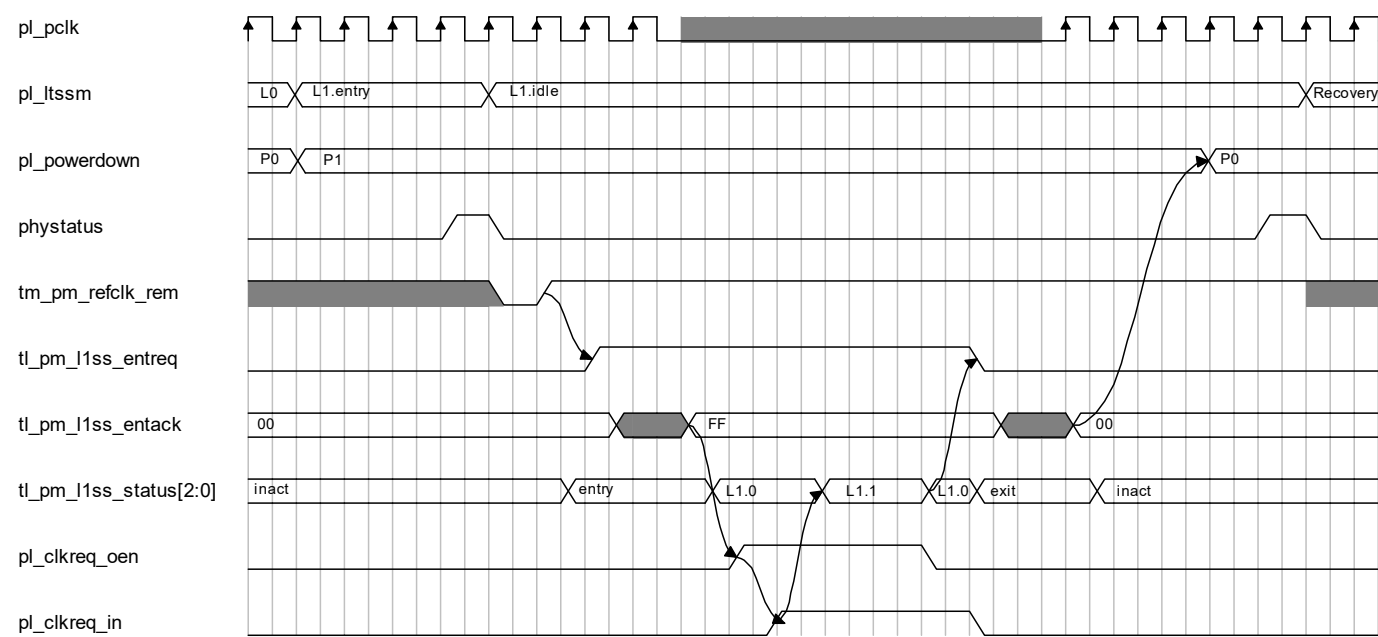 pl_pclk
pl_ltssm L0 L1.entry L1.idle Recovery
pl_powerdown P0 P1 P0
phystatus
tm_pm_refclk_rem
tl_pm_l1ss_entreq
tl_pm_l1ss_entack 00 FF 00
tl_pm_l1ss_status[2:0] inact entry L1.0 L1.1 L1.0 exit inact
pl_clkreq_oen
pl_clkreq_in